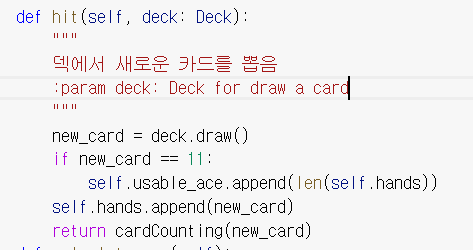 def hit(self, deck: Deck):
"""
덱에서 새로운 카드를 뽑음
:param deck: Deck for draw a card
"""
new_card = deck.draw()
if new_card == 11:
self.usable_ace.append(len(self.hands))
self.hands.append(new_card)
return cardCounting(new_card)